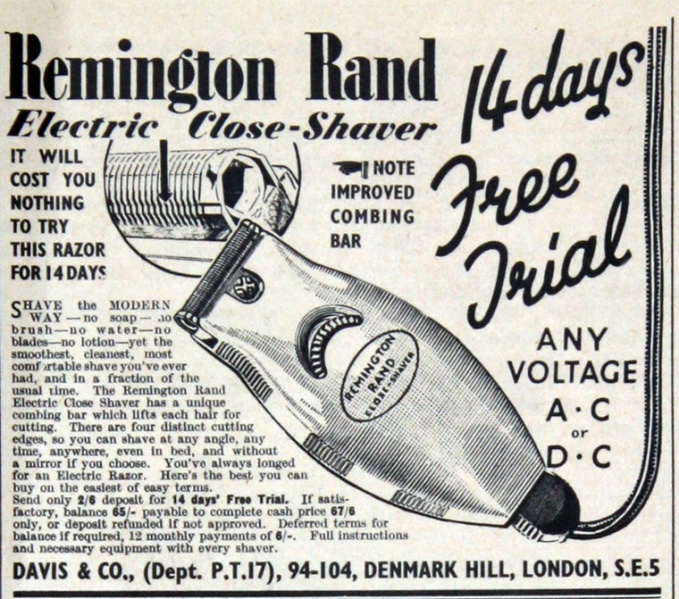 Remington Rand
Electric Close-Shaver
14 days
Free
Trial
IT WILL
COST YOU
NOTHING
TO TRY
THIS RAZOR
FOR 14 DAYS
NOTE
IMPROVED
COMBING
BAR
REMINGTON
RAND
CLOSE-SHAVER
ANY
VOLTAGE
A·C
or
D·C
SHAVE the MODERN
WAY—no soap—no
brush—no water—no
blades—no lotion—yet the
smoothest, cleanest, most
comfortable shave you've ever
had, and in a fraction of the
usual time. The Remington Rand
Electric Close Shaver has a unique
combing bar which lifts each hair for
cutting. There are four distinct cutting
edges, so you can shave at any angle, any
time, anywhere, even in bed, and without
a mirror if you choose. You've always longed
for an Electric Razor. Here's the best you can
buy on the easiest of easy terms.
Send only 2/6 deposit for 14 days' Free Trial. If satis-
factory, balance 65/- payable to complete cash price 67/6
only, or deposit refunded if not approved. Deferred terms for
balance if required, 12 monthly payments of 6/-. Full instructions
and necessary equipment with every shaver.
DAVIS & CO., (Dept. P.T.17), 94-104, DENMARK HILL, LONDON, S.E.5